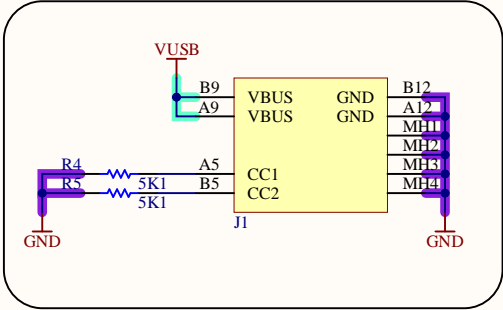 VUSB
B9 VBUS GND B12
A9 VBUS GND A12
MH1
MH2
R4 5K1 A5 CC1 MH3
R5 5K1 B5 CC2 MH4
J1
GND GND